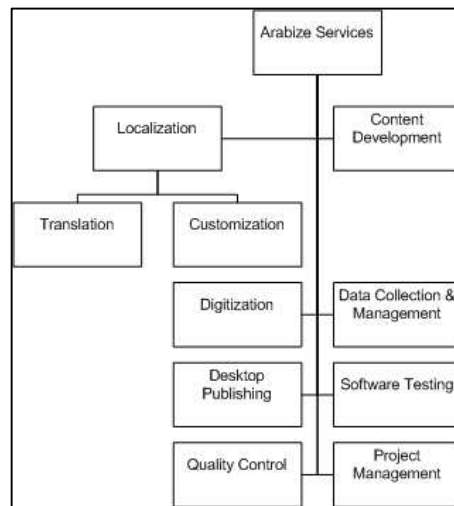 Arabize Services
Localization
Content
Development
Translation
Customization
Digitization
Data Collection &
Management
Desktop
Publishing
Software Testing
Quality Control
Project
Management